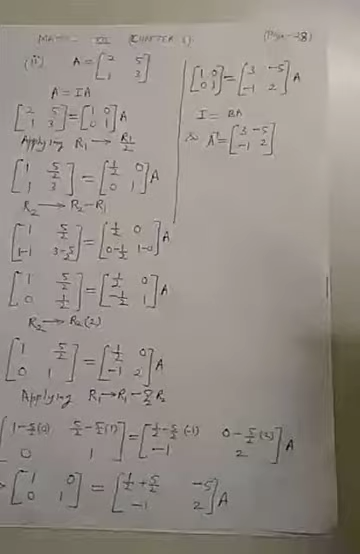 MATHS - XII (CHAPTER 3) (Page-28)
(ii) A = [2 5; 1 3]
A = IA
[2 5; 1 3] = [1 0; 0 1] A
Applying R₁ → R₁/2
[1 5/2; 1 3] = [1/2 0; 0 1] A
R₂ → R₂ - R₁
[1 5/2; 1-1 3-5/2] = [1/2 0; 0-1/2 1-0] A
[1 5/2; 0 1/2] = [1/2 0; -1/2 1] A
R₂ → R₂(2)
[1 5/2; 0 1] = [1/2 0; -1 2] A
Applying R₁ → R₁ - 5/2 R₂
[1-5/2(0) 5/2-5/2(1); 0 1] = [1/2-5/2(-1) 0-5/2(2); -1 2] A
[1 0; 0 1] = [1/2+5/2 -5; -1 2] A
[1 0; 0 1] = [3 -5; -1 2] A
I = BA
So A⁻¹ = [3 -5; -1 2]